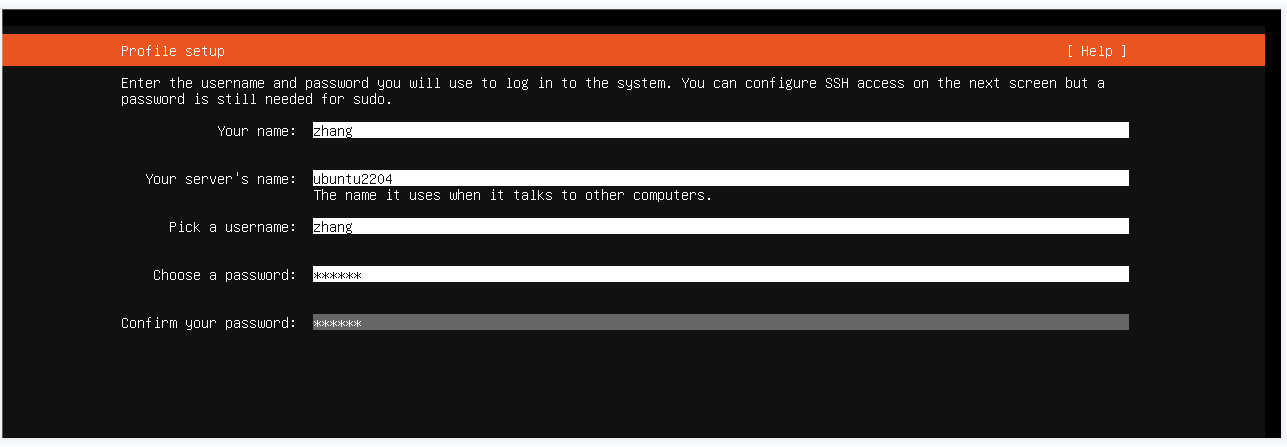 Profile setup [ Help ]
Enter the username and password you will use to log in to the system. You can configure SSH access on the next screen but a
password is still needed for sudo.
Your name: zhang
Your server's name: ubuntu2204
The name it uses when it talks to other computers.
Pick a username: zhang
Choose a password: ******
Confirm your password: ******